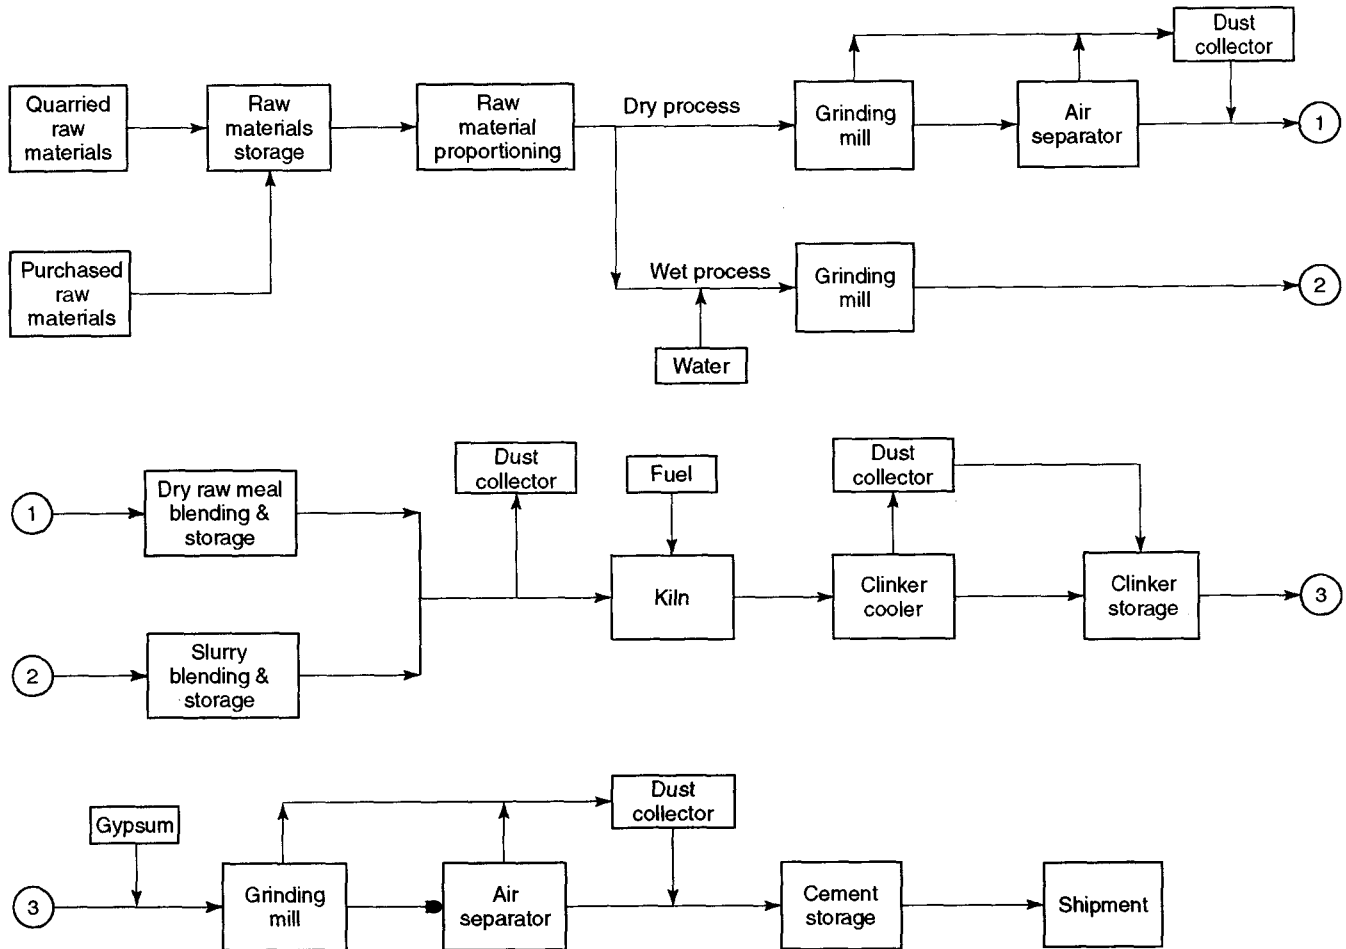 Dust
collector
Quarried
raw
materials
Raw
materials
storage
Raw
material
proportioning
Dry process
Grinding
mill
Air
separator
1
Purchased
raw
materials
Wet process
Grinding
mill
2
Water
1
Dry raw meal
blending &
storage
Dust
collector
Fuel
Dust
collector
Kiln
Clinker
cooler
Clinker
storage
3
2
Slurry
blending &
storage
Gypsum
Dust
collector
3
Grinding
mill
Air
separator
Cement
storage
Shipment